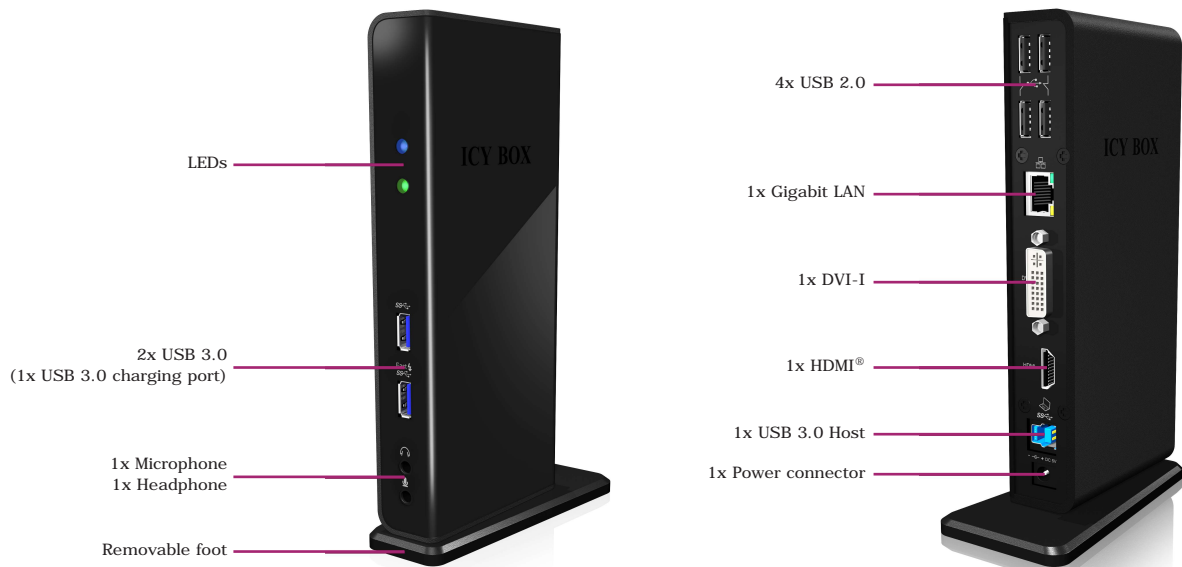 LEDs
ICY BOX
2x USB 3.0
(1x USB 3.0 charging port)
1x Microphone
1x Headphone
Removable foot
4x USB 2.0
1x Gigabit LAN
ICY BOX
1x DVI-I
1x HDMI®
1x USB 3.0 Host
1x Power connector